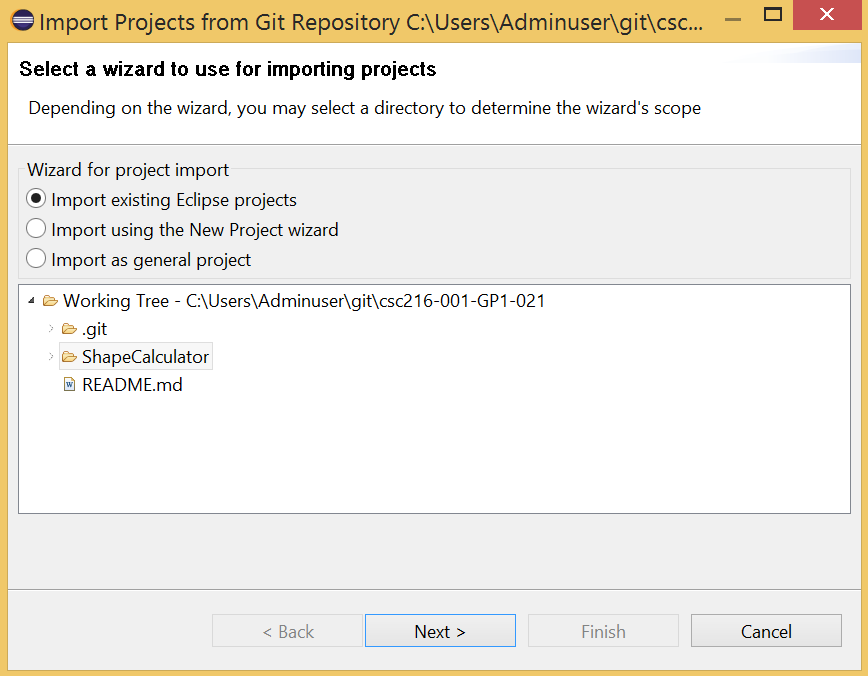 Import Projects from Git Repository C:\Users\Adminuser\git\csc...
Select a wizard to use for importing projects
Depending on the wizard, you may select a directory to determine the wizard's scope
Wizard for project import
Import existing Eclipse projects
Import using the New Project wizard
Import as general project
Working Tree - C:\Users\Adminuser\git\csc216-001-GP1-021
.git
ShapeCalculator
README.md
< Back Next > Finish Cancel